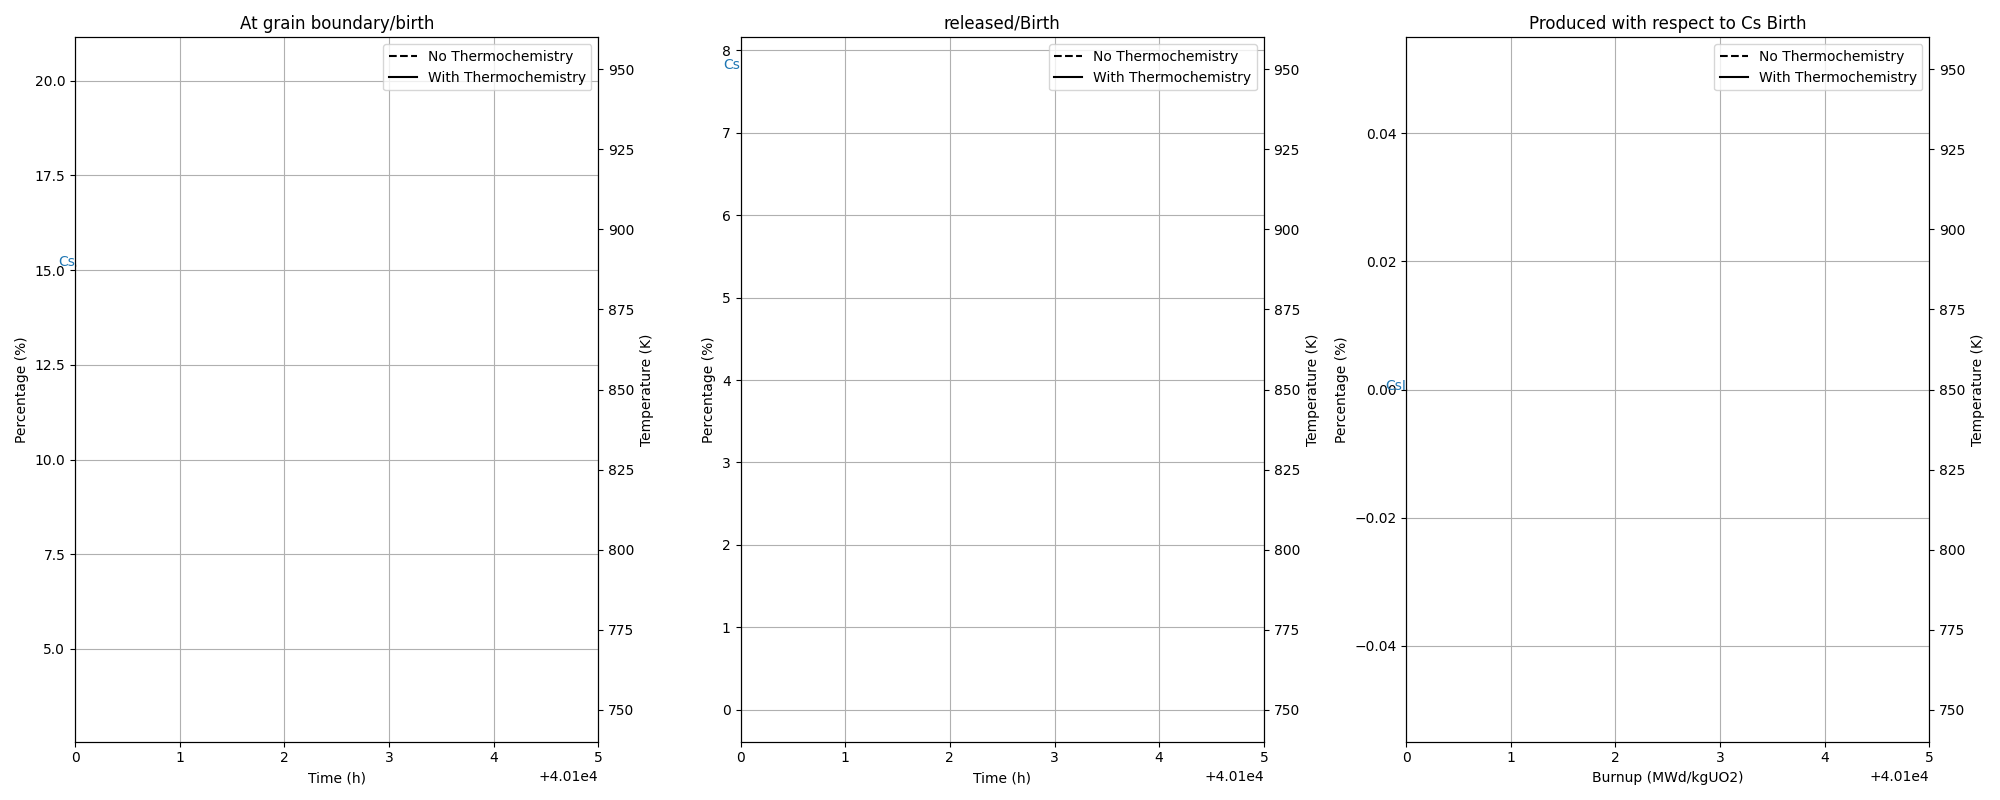 At grain boundary/birth
No Thermochemistry
With Thermochemistry
20.0
17.5
15.0
12.5
10.0
7.5
5.0
Cs
Percentage (%)
950
925
900
875
850
825
800
775
750
Temperature (K)
0 1 2 3 4 5
Time (h)
+4.01e4
released/Birth
No Thermochemistry
With Thermochemistry
8
7
6
5
4
3
2
1
0
Cs
Percentage (%)
950
925
900
875
850
825
800
775
750
Temperature (K)
0 1 2 3 4 5
Time (h)
+4.01e4
Produced with respect to Cs Birth
No Thermochemistry
With Thermochemistry
0.04
0.02
0.00
−0.02
−0.04
CsI
Percentage (%)
950
925
900
875
850
825
800
775
750
Temperature (K)
0 1 2 3 4 5
Burnup (MWd/kgUO2)
+4.01e4